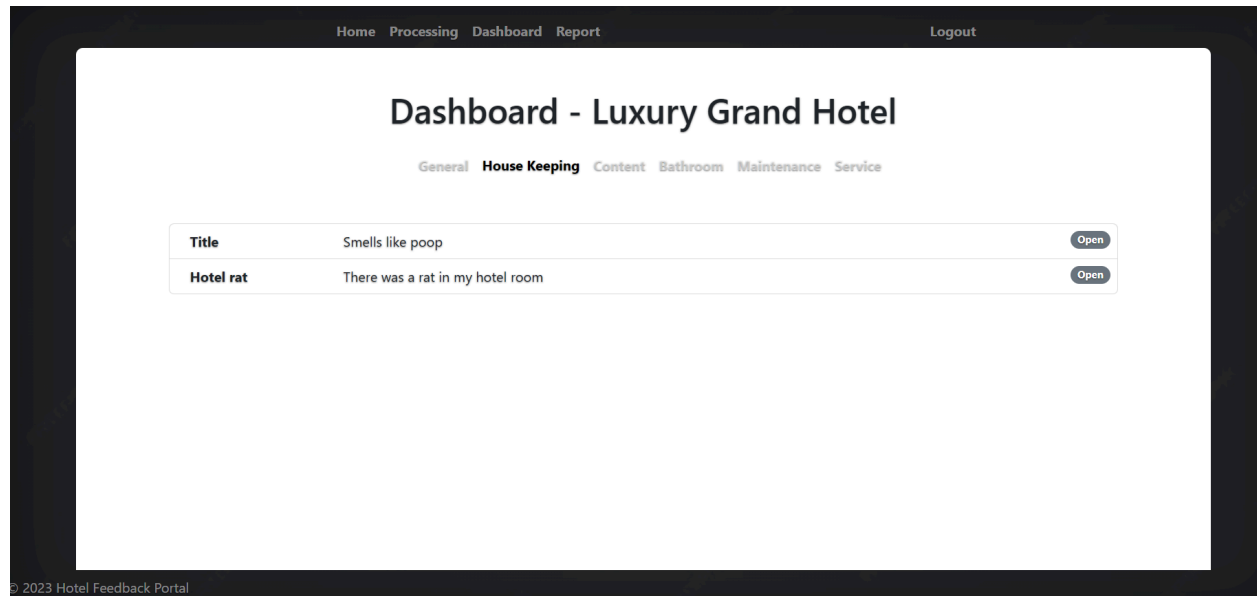 Home Processing Dashboard Report Logout
Dashboard - Luxury Grand Hotel
General House Keeping Content Bathroom Maintenance Service
Title Smells like poop Open
Hotel rat There was a rat in my hotel room Open
© 2023 Hotel Feedback Portal